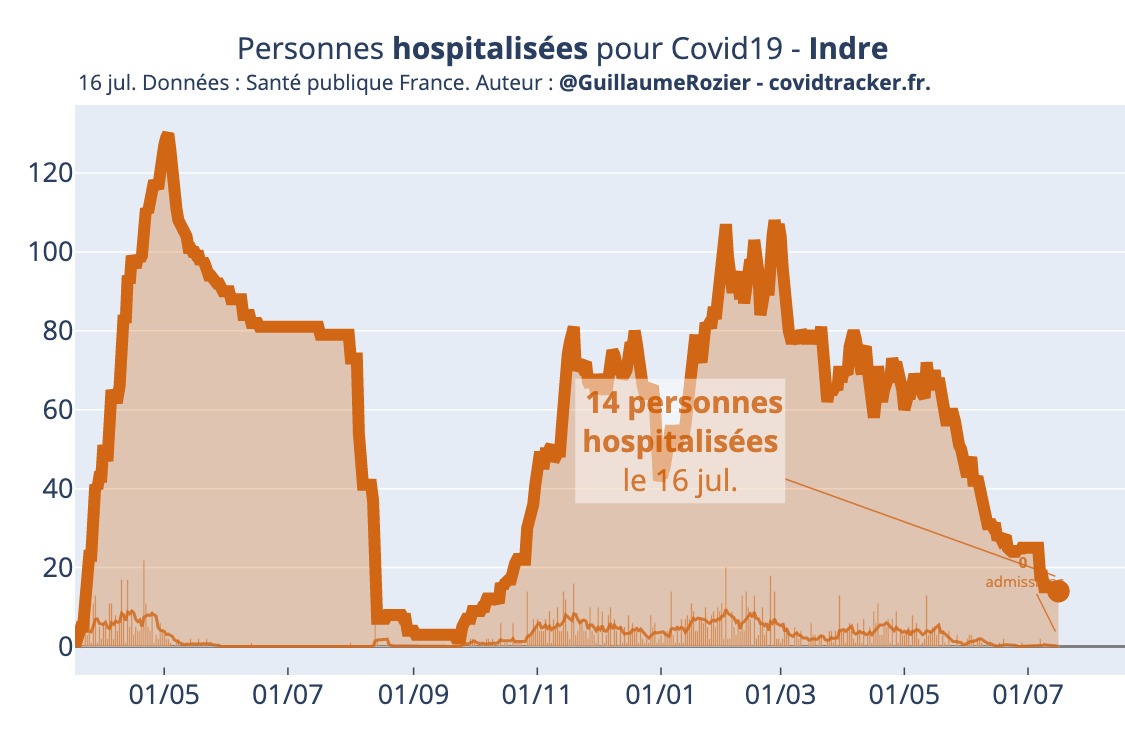 Personnes hospitalisées pour Covid19 - Indre
16 jul. Données : Santé publique France. Auteur : @GuillaumeRozier - covidtracker.fr.
120
100
80
60
40
20
0
14 personnes
hospitalisées
le 16 jul.
0
01/05 01/07 01/09 01/11 01/01 01/03 01/05 01/07